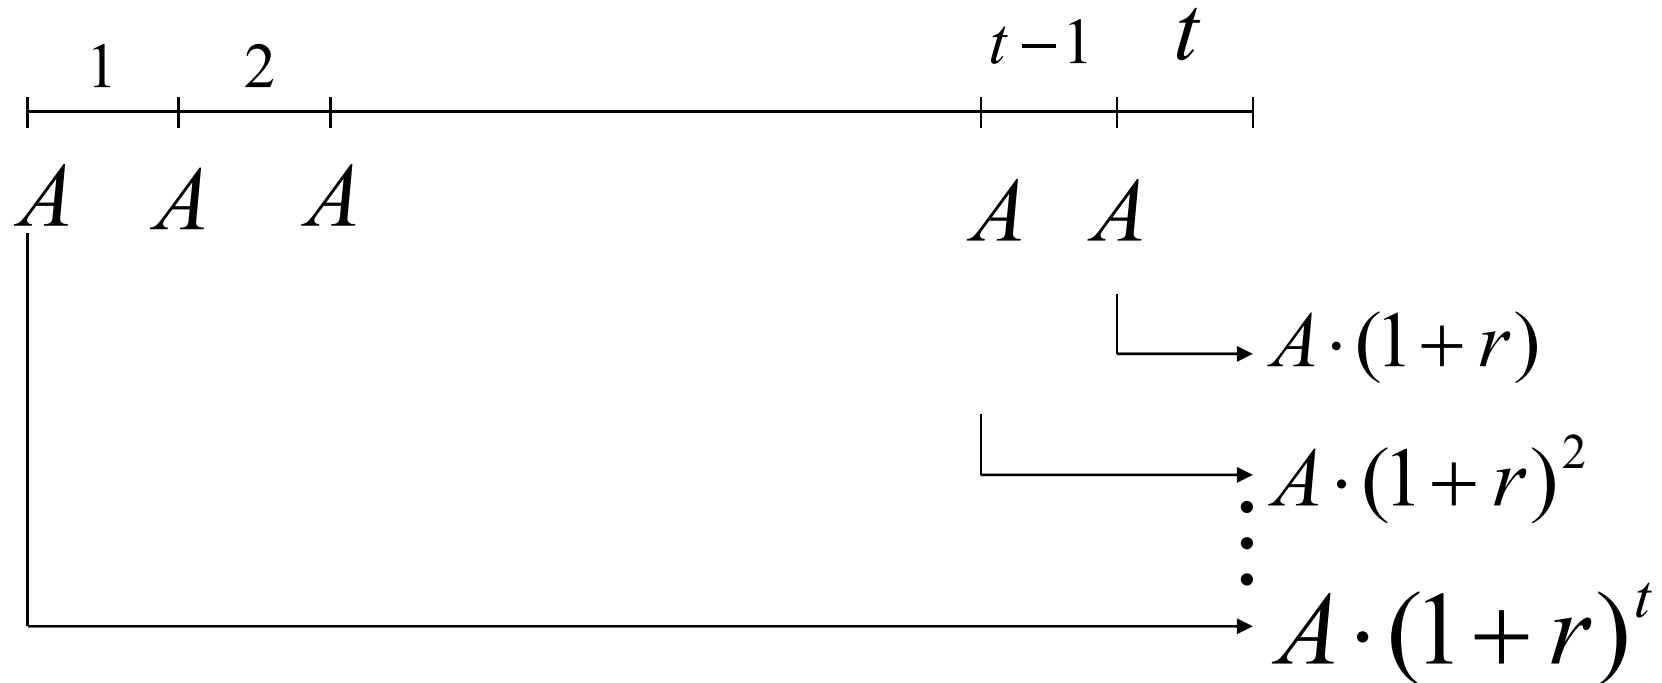 1 2 t−1 t
A A A A A
A·(1+r)
A·(1+r)²
A·(1+r)ᵗ